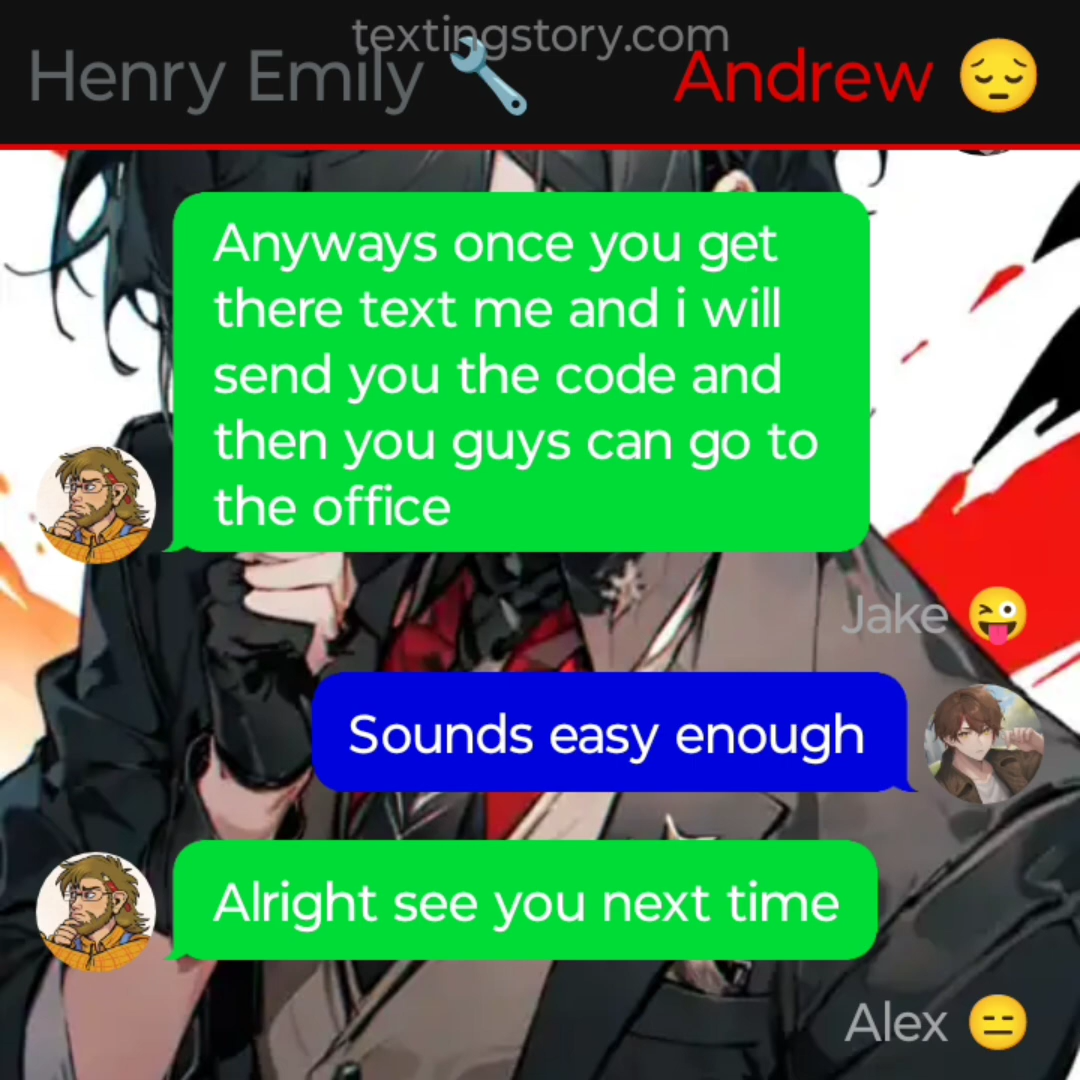 textingstory.com
Henry Emily 🔧 Andrew 😔
Anyways once you get
there text me and i will
send you the code and
then you guys can go to
the office
Jake 😜
Sounds easy enough
Alright see you next time
Alex 😑